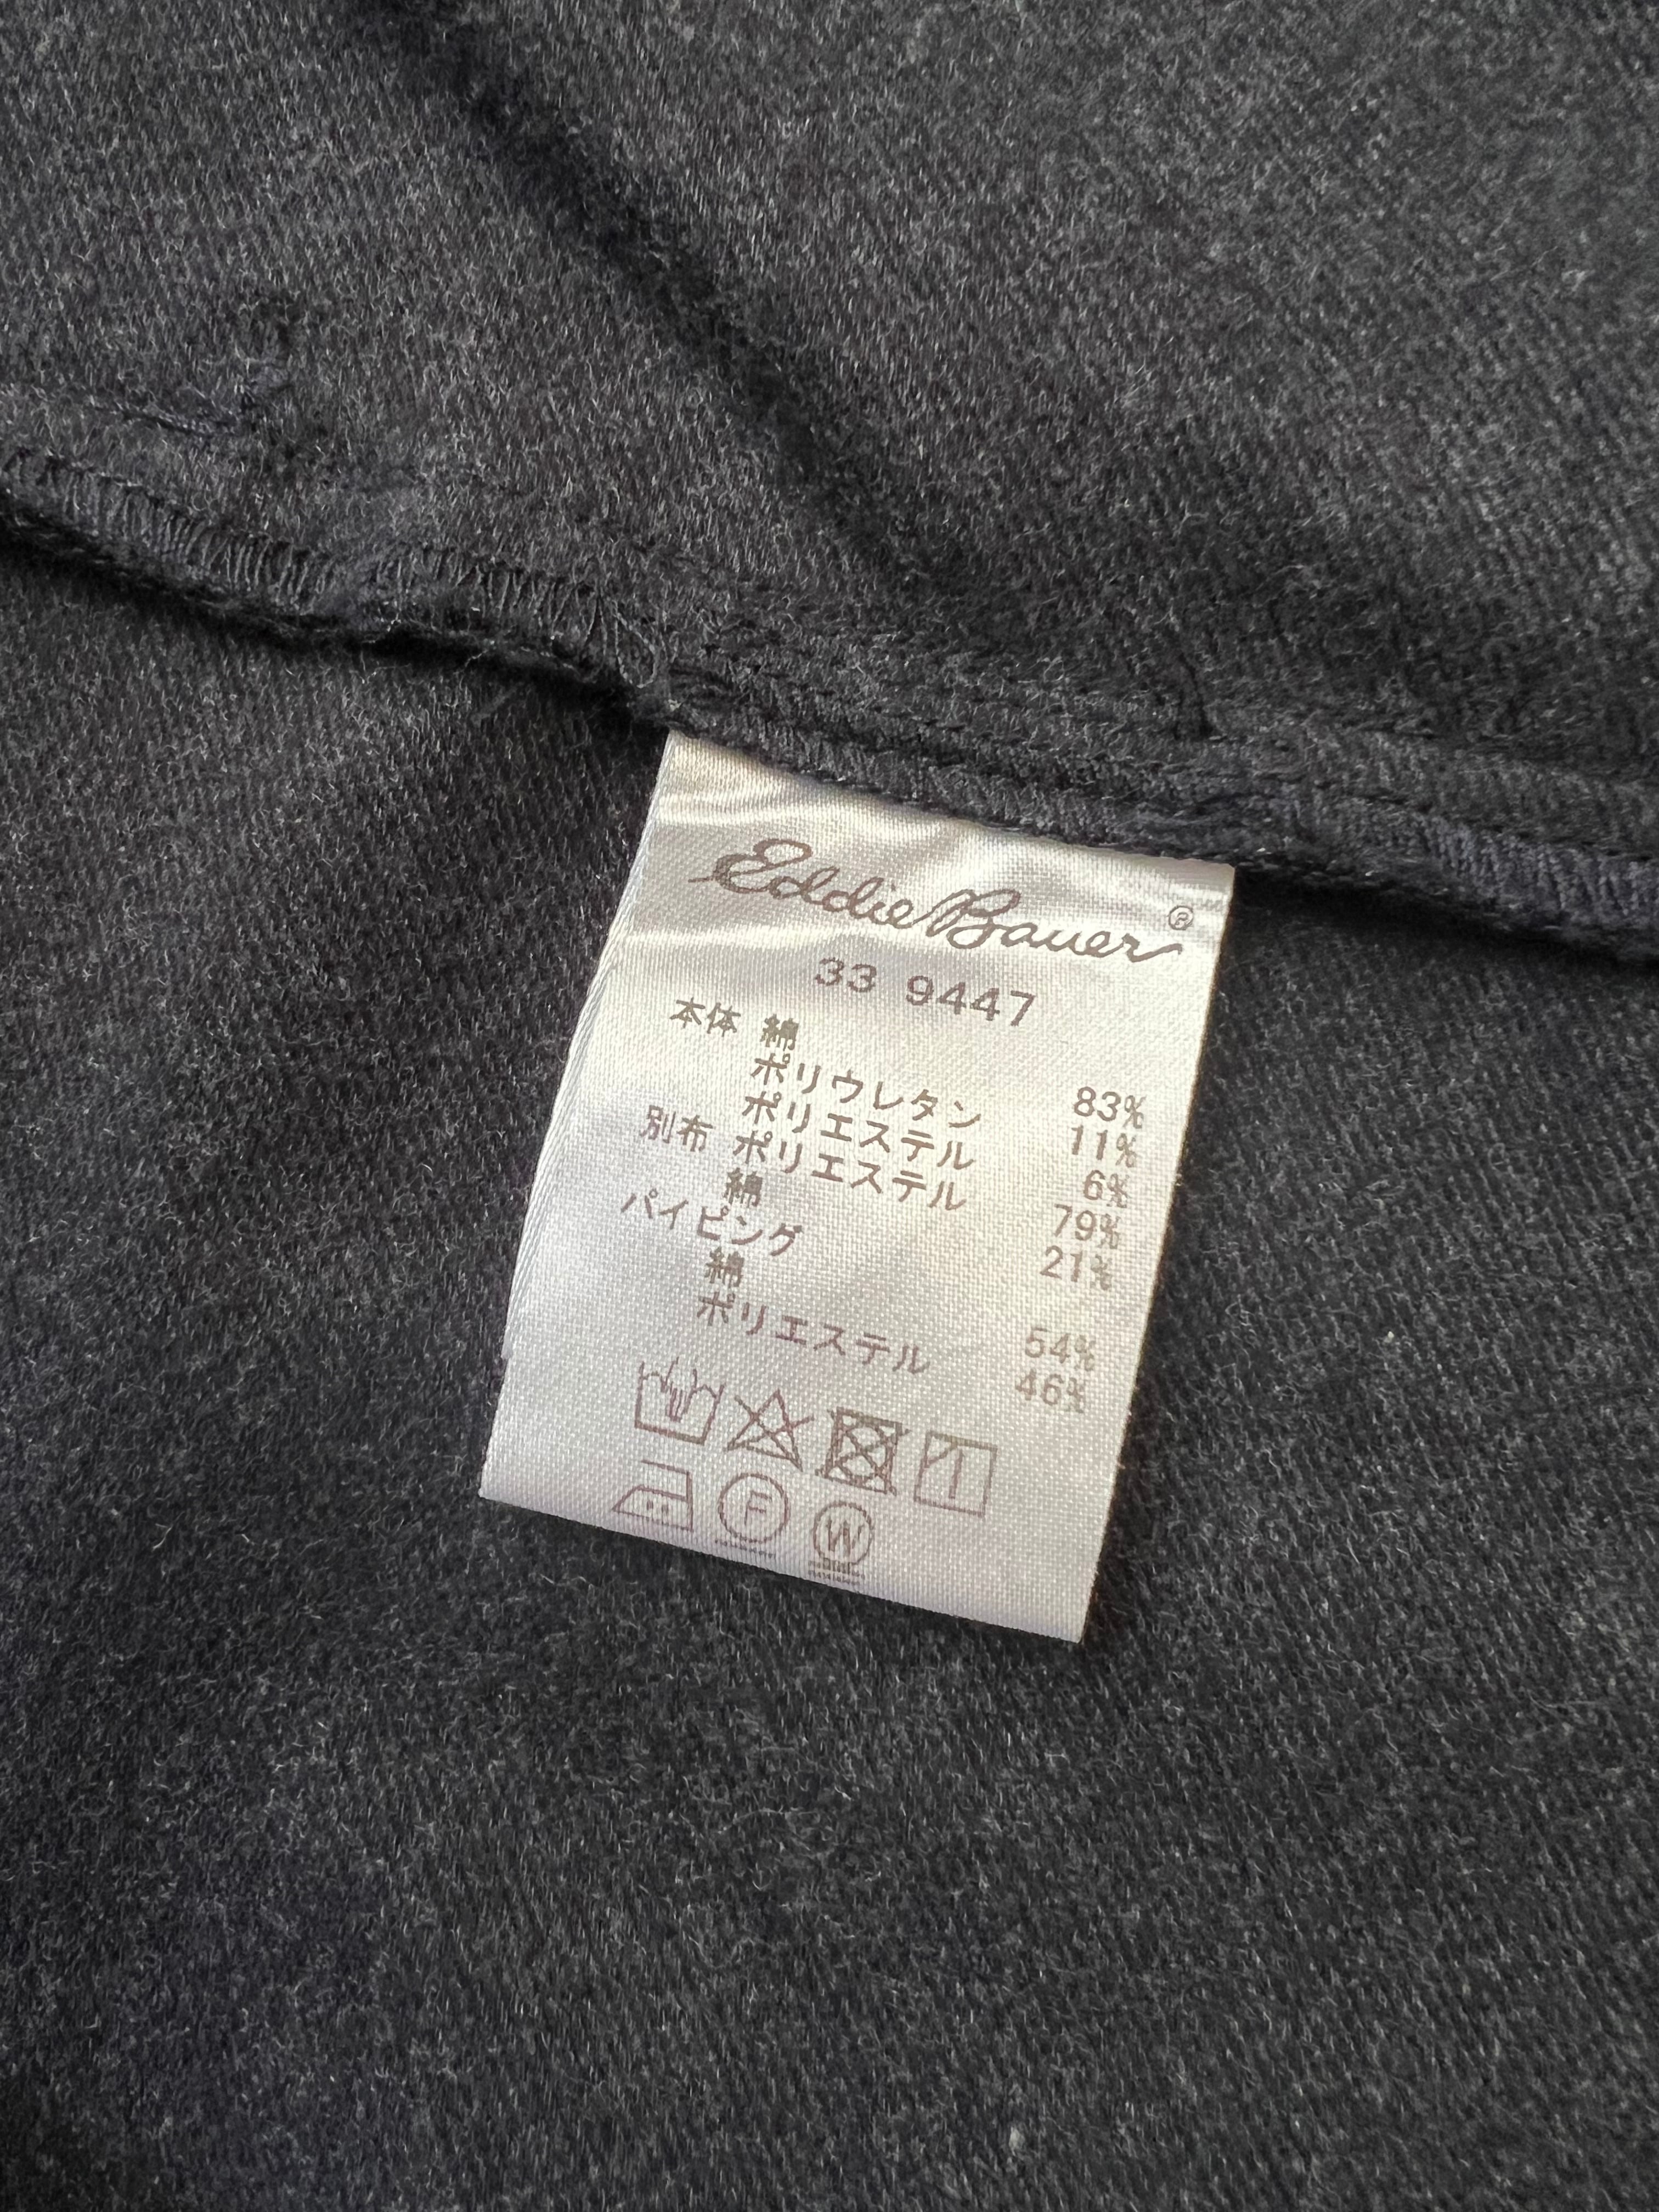 Eddie Bauer®
33 9447
本体 綿 83%
ポリウレタン 11%
ポリエステル 6%
別布 ポリエステル 79%
綿 21%
パイピング
綿 54%
ポリエステル 46%
F
W